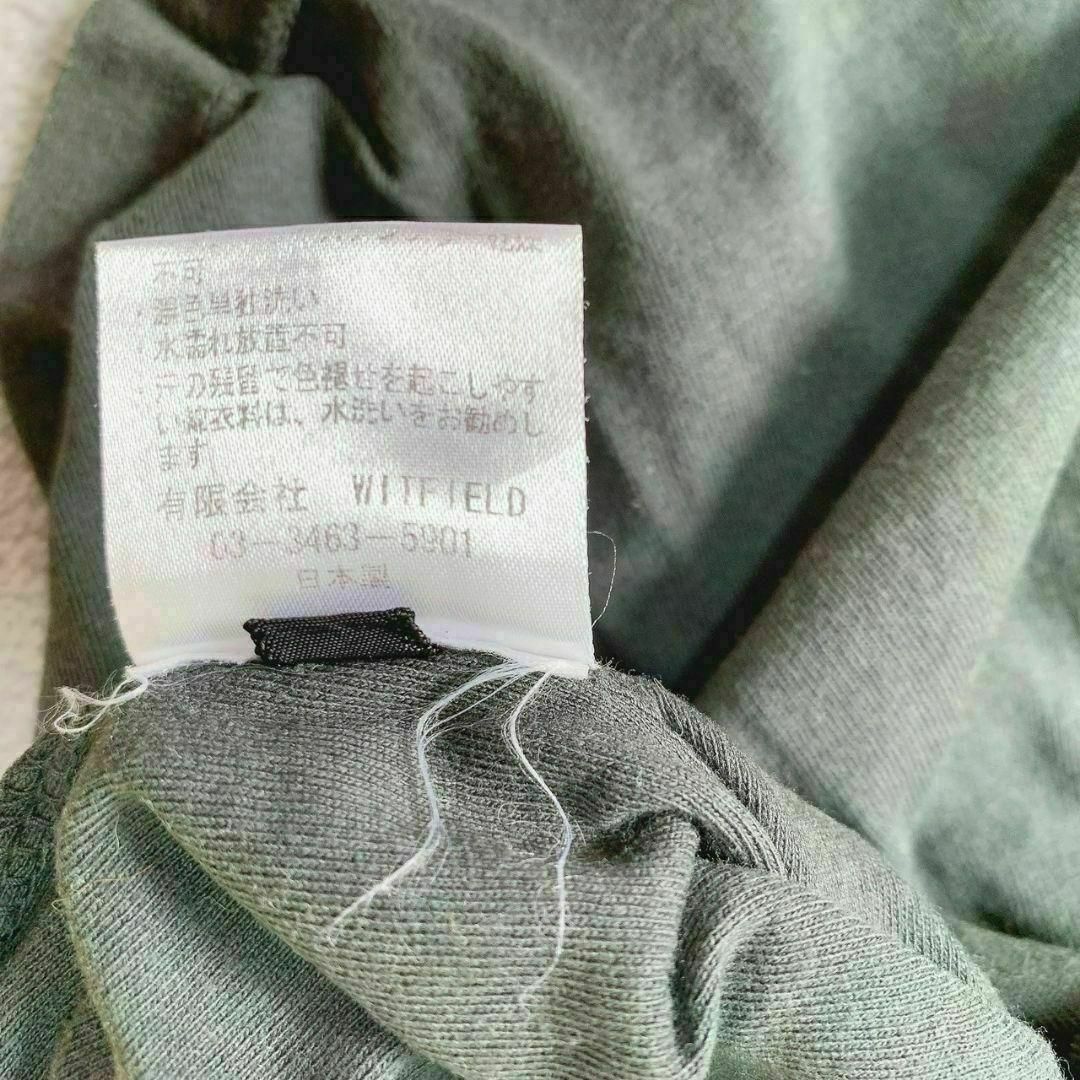 不可
濃色単独洗い
水濡れ放置不可
汗の残留で色褪せを起こしやす
い衣料は、水洗いをお勧めし
ます
有限会社 WITFIELD
03-3463-5901
日本製